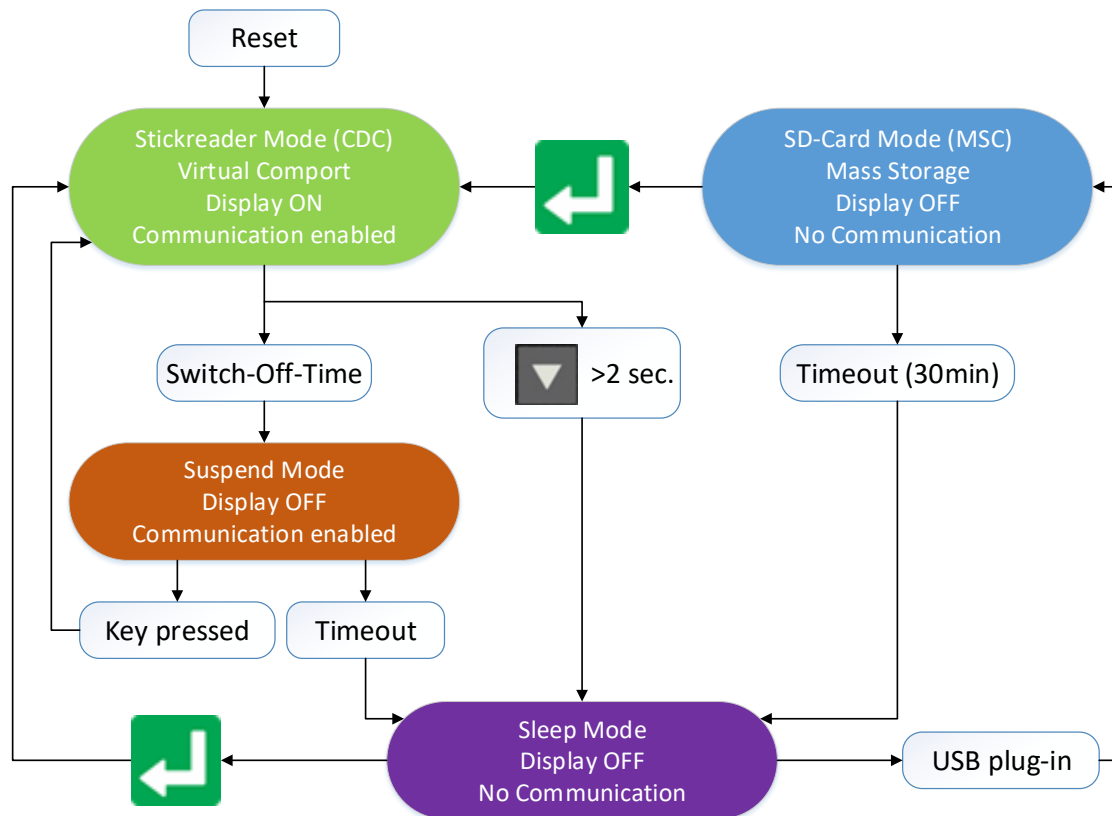 Reset
Stickreader Mode (CDC)
Virtual Comport
Display ON
Communication enabled
SD-Card Mode (MSC)
Mass Storage
Display OFF
No Communication
Switch-Off-Time
>2 sec.
Timeout (30min)
Suspend Mode
Display OFF
Communication enabled
Key pressed
Timeout
Sleep Mode
Display OFF
No Communication
USB plug-in